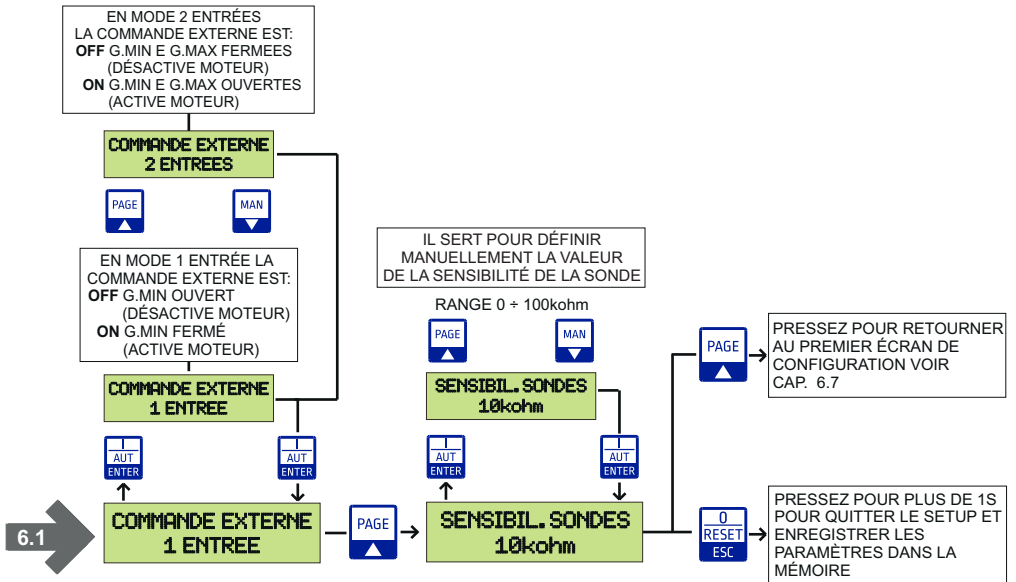 EN MODE 2 ENTRÉES
LA COMMANDE EXTERNE EST:
OFF G.MIN E G.MAX FERMEES
(DÉSACTIVE MOTEUR)
ON G.MIN E G.MAX OUVERTES
(ACTIVE MOTEUR)
COMMANDE EXTERNE
2 ENTREES
PAGE
MAN
EN MODE 1 ENTRÉE LA
COMMANDE EXTERNE EST:
OFF G.MIN OUVERT
(DÉSACTIVE MOTEUR)
ON G.MIN FERMÉ
(ACTIVE MOTEUR)
COMMANDE EXTERNE
1 ENTREE
I
AUT
ENTER
I
AUT
ENTER
6.1
COMMANDE EXTERNE
1 ENTREE
PAGE
IL SERT POUR DÉFINIR
MANUELLEMENT LA VALEUR
DE LA SENSIBILITÉ DE LA SONDE
RANGE 0 ÷ 100kohm
PAGE
MAN
SENSIBIL.SONDES
10kohm
I
AUT
ENTER
I
AUT
ENTER
SENSIBIL.SONDES
10kohm
PAGE
PRESSEZ POUR RETOURNER
AU PREMIER ÉCRAN DE
CONFIGURATION VOIR
CAP. 6.7
0
RESET
ESC
PRESSEZ POUR PLUS DE 1S
POUR QUITTER LE SETUP ET
ENREGISTRER LES
PARAMÈTRES DANS LA
MÉMOIRE